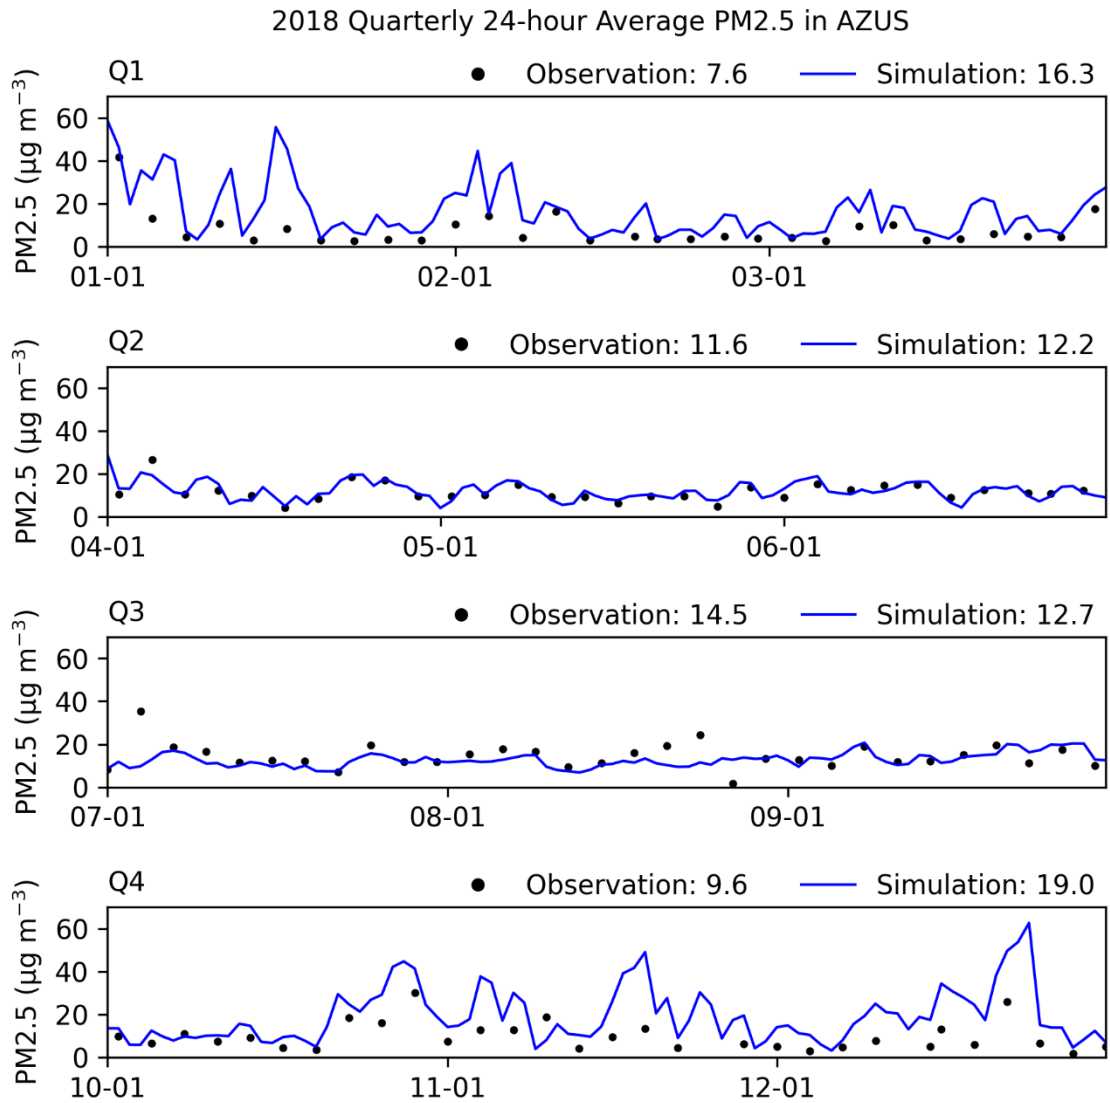 2018 Quarterly 24-hour Average PM2.5 in AZUS
Q1 Observation: 7.6 Simulation: 16.3
PM2.5 (μg m⁻³)
60
40
20
0
01-01 02-01 03-01
Q2 Observation: 11.6 Simulation: 12.2
PM2.5 (μg m⁻³)
60
40
20
0
04-01 05-01 06-01
Q3 Observation: 14.5 Simulation: 12.7
PM2.5 (μg m⁻³)
60
40
20
0
07-01 08-01 09-01
Q4 Observation: 9.6 Simulation: 19.0
PM2.5 (μg m⁻³)
60
40
20
0
10-01 11-01 12-01